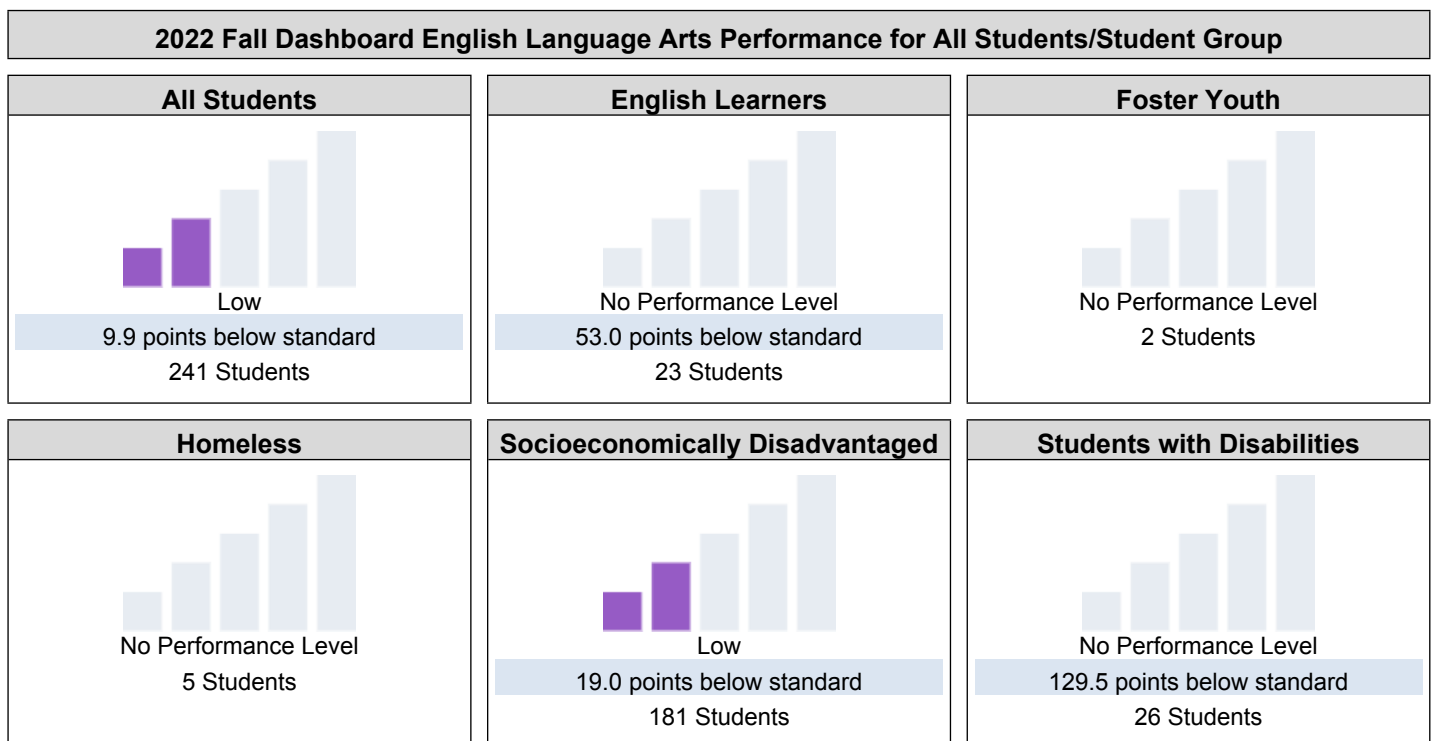 2022 Fall Dashboard English Language Arts Performance for All Students/Student Group
All Students
Low
9.9 points below standard
241 Students
English Learners
No Performance Level
53.0 points below standard
23 Students
Foster Youth
No Performance Level
2 Students
Homeless
No Performance Level
5 Students
Socioeconomically Disadvantaged
Low
19.0 points below standard
181 Students
Students with Disabilities
No Performance Level
129.5 points below standard
26 Students